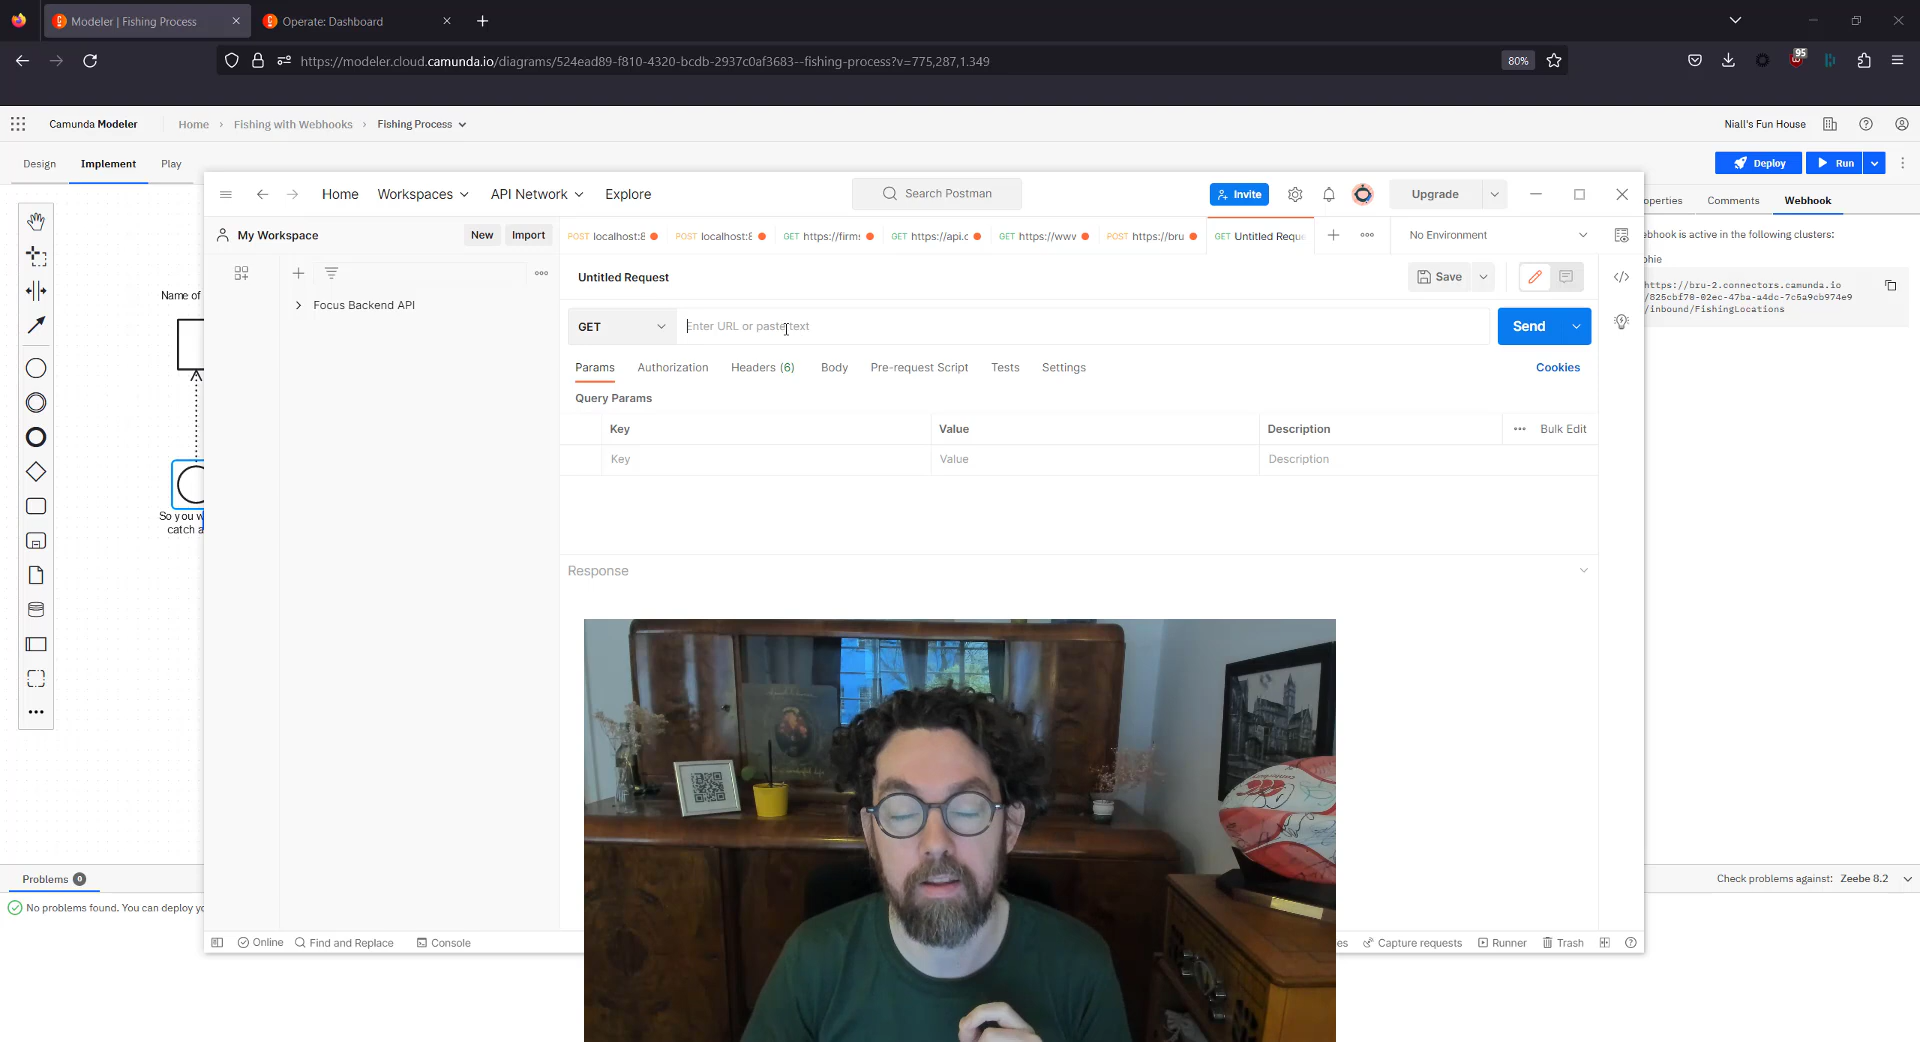 Modeler | Fishing Process
Operate: Dashboard
https://modeler.cloud.camunda.io/diagrams/524ead89-f810-4320-bcdb-2937c0af3683--fishing-process?v=775,287,1.349
80%
95
Camunda Modeler
Home
Fishing with Webhooks
Fishing Process
Niall's Fun House
Design
Implement
Play
Deploy
Run
Home
Workspaces
API Network
Explore
Search Postman
Invite
Upgrade
operties
Comments
Webhook
My Workspace
New
Import
POST localhost:8
POST localhost:8
GET https://firms
GET https://api.c
GET https://www
POST https://bru
GET Untitled Reque
No Environment
ebhook is active in the following clusters:
phie
Untitled Request
Save
https://bru-2.connectors.camunda.io
/825cbf70-02ec-47ba-a4dc-7c5a9cb974e9
/inbound/FishingLocations
Name of
Focus Backend API
GET
Enter URL or paste text
Send
Params
Authorization
Headers (6)
Body
Pre-request Script
Tests
Settings
Cookies
Query Params
Key
Value
Description
Bulk Edit
Key
Value
Description
So you w
catch a
Response
Problems 0
Check problems against: Zeebe 8.2
No problems found. You can deploy yo
Online
Find and Replace
Console
es
Capture requests
Runner
Trash